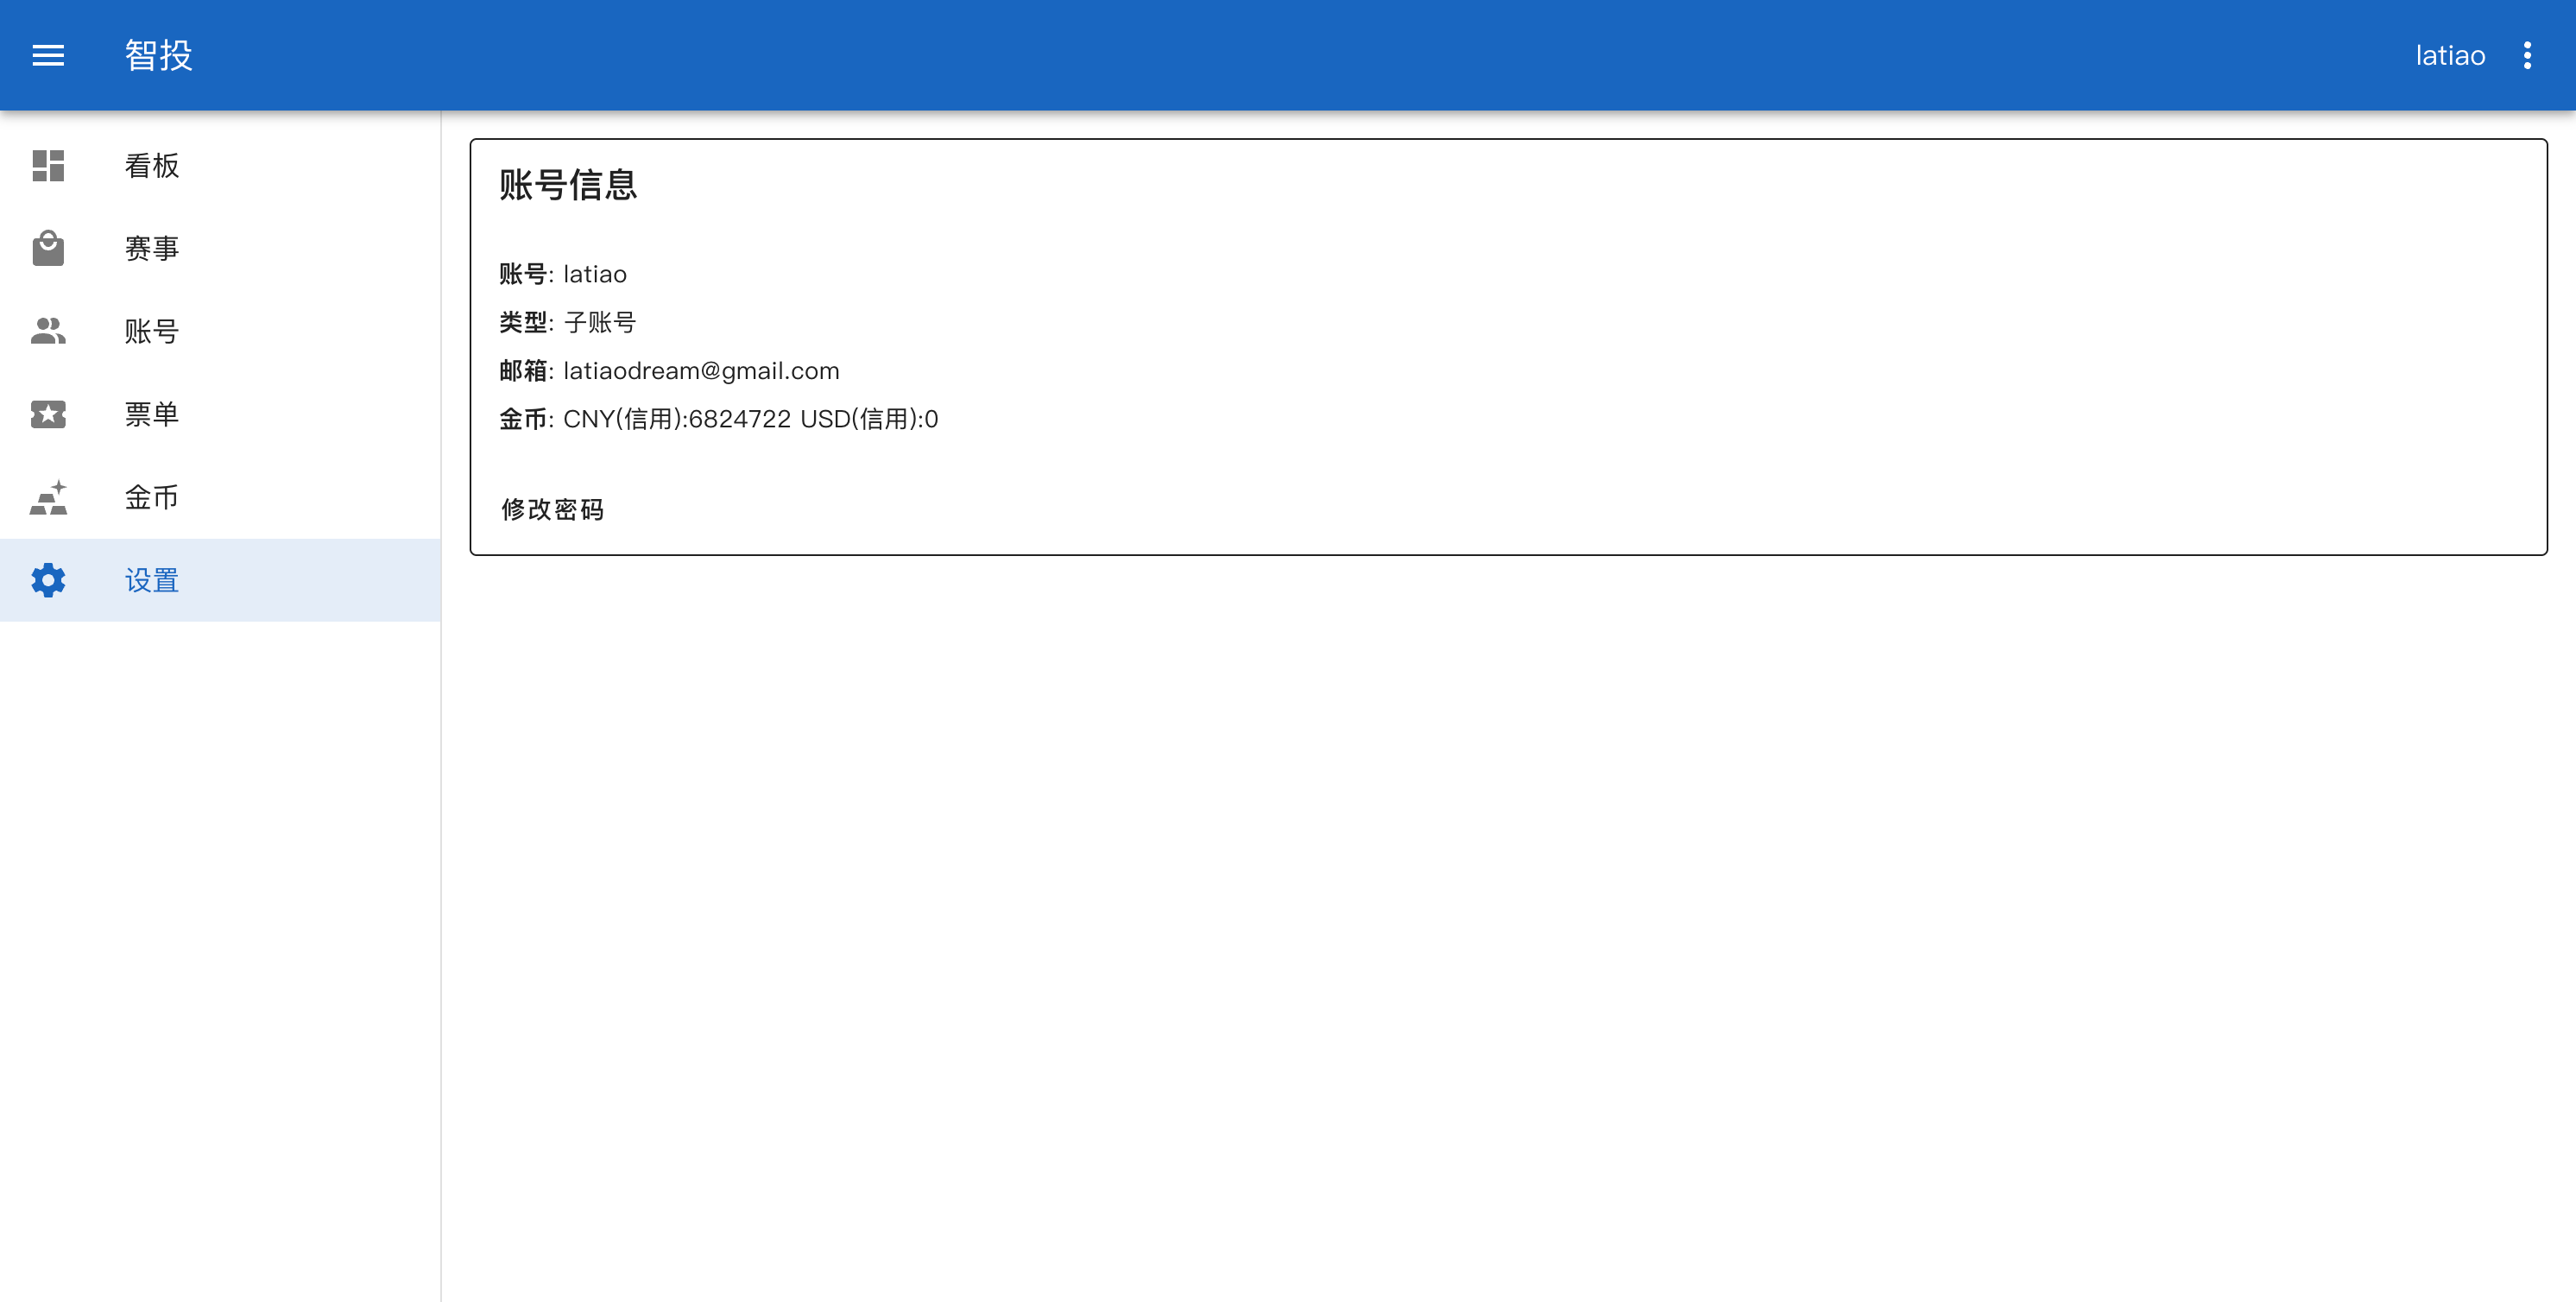 智投
latiao
看板
赛事
账号
票单
金币
设置
账号信息
账号: latiao
类型: 子账号
邮箱: latiaodream@gmail.com
金币: CNY(信用):6824722 USD(信用):0
修改密码